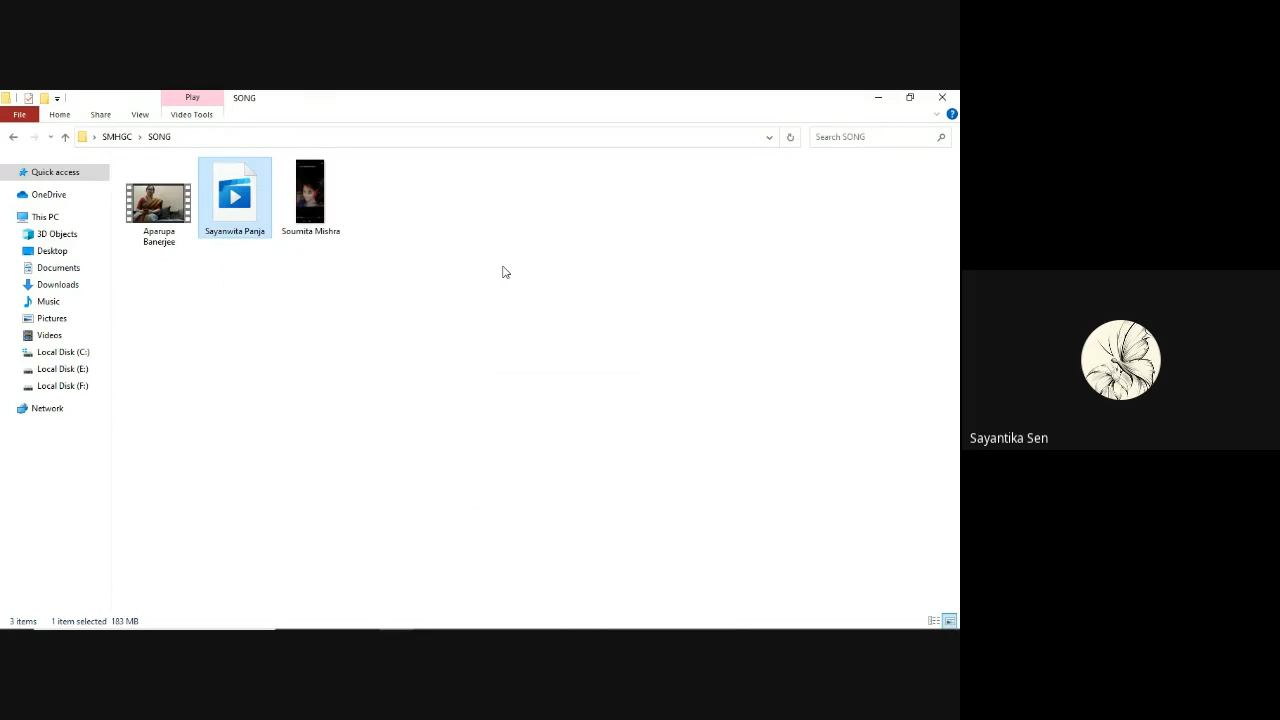 Play
SONG
File
Home
Share
View
Video Tools
SMHGC
SONG
Search SONG
Quick access
OneDrive
This PC
3D Objects
Desktop
Documents
Downloads
Music
Pictures
Videos
Local Disk (C:)
Local Disk (E:)
Local Disk (F:)
Network
Aparupa
Banerjee
Sayanwita Panja
Soumita Mishra
3 items
1 item selected 183 MB
Sayantika Sen